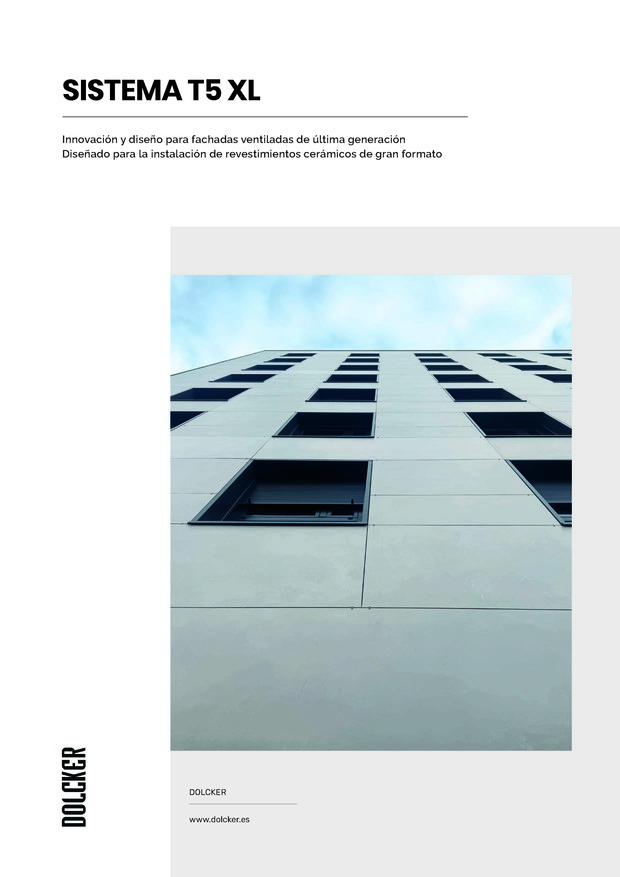 SISTEMA T5 XL
Innovación y diseño para fachadas ventiladas de última generación
Diseñado para la instalación de revestimientos cerámicos de gran formato
DOLCKER
DOLCKER
www.dolcker.es